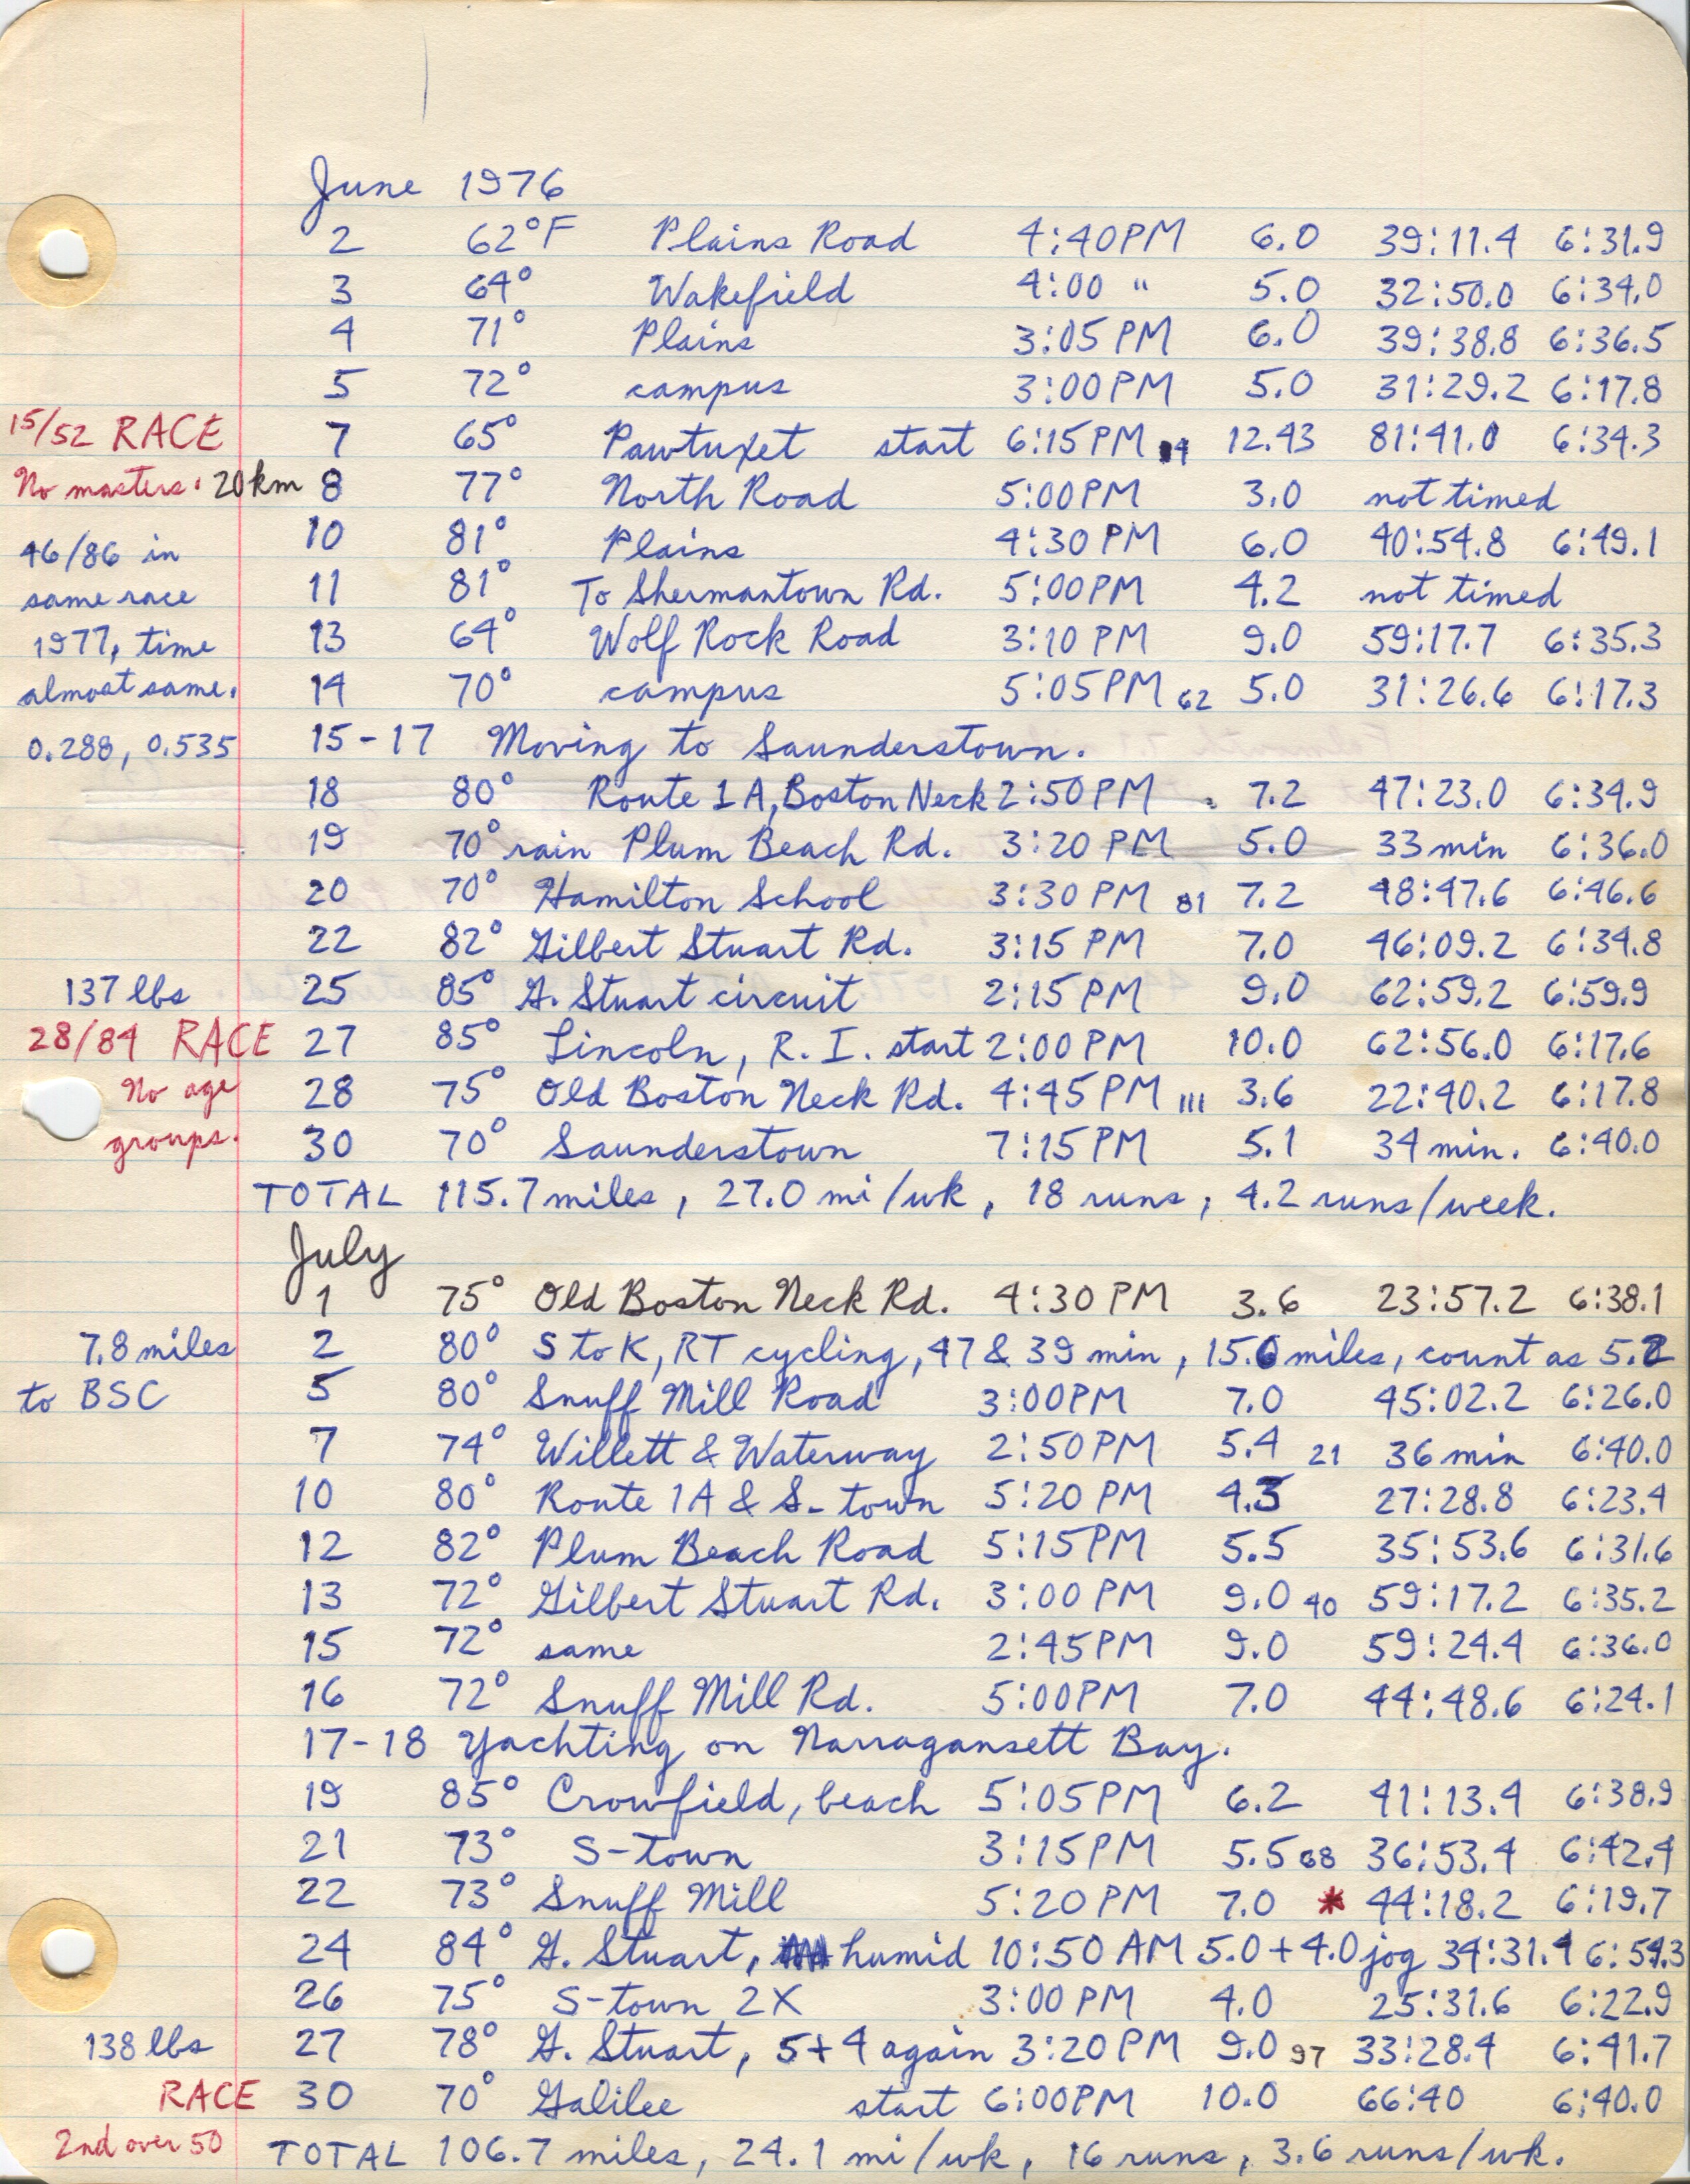 June 1976
2 62°F Plains Road 4:40PM 6.0 39:11.4 6:31.9
3 64° Wakefield 4:00 " 5.0 32:50.0 6:34.0
4 71° Plains 3:05 PM 6.0 39:38.8 6:36.5
5 72° campus 3:00PM 5.0 31:29.2 6:17.8
15/52 RACE 7 65° Pawtuxet start 6:15PM 12.43 81:41.0 6:34.3
No masters. 20km 8 77° North Road 5:00PM 3.0 not timed
46/86 in 10 81° Plains 4:30 PM 6.0 40:54.8 6:49.1
same race 11 81° To Shermantown Rd. 5:00PM 4.2 not timed
1977, time 13 64° Wolf Rock Road 3:10 PM 9.0 59:17.7 6:35.3
almost same. 14 70° campus 5:05PM 62 5.0 31:26.6 6:17.3
0.288, 0.535 15-17 Moving to Saunderstown.
18 80° Route 1A, Boston Neck 2:50PM 7.2 47:23.0 6:34.9
19 70° rain Plum Beach Rd. 3:20 PM 5.0 33 min 6:36.0
20 70° Hamilton School 3:30 PM 81 7.2 48:47.6 6:46.6
22 82° Gilbert Stuart Rd. 3:15 PM 7.0 46:09.2 6:34.8
137 lbs 25 85° G. Stuart circuit 2:15 PM 9.0 62:59.2 6:59.9
28/84 RACE 27 85° Lincoln, R.I. start 2:00PM 10.0 62:56.0 6:17.6
No age 28 75° Old Boston Neck Rd. 4:45PM 111 3.6 22:40.2 6:17.8
groups. 30 70° Saunderstown 7:15PM 5.1 34 min. 6:40.0
TOTAL 115.7 miles, 27.0 mi/wk, 18 runs, 4.2 runs/week.
July
1 75° Old Boston Neck Rd. 4:30 PM 3.6 23:57.2 6:38.1
7.8 miles 2 80° S to K, RT cycling, 47 & 39 min, 15.6 miles, count as 5.2
to BSC 5 80° Snuff Mill Road 3:00PM 7.0 45:02.2 6:26.0
7 74° Willett & Waterway 2:50PM 5.4 21 36 min 6:40.0
10 80° Route 1A & S-town 5:20 PM 4.3 27:28.8 6:23.4
12 82° Plum Beach Road 5:15PM 5.5 35:53.6 6:31.6
13 72° Gilbert Stuart Rd. 3:00 PM 9.0 40 59:17.2 6:35.2
15 72° same 2:45PM 9.0 59:24.4 6:36.0
16 72° Snuff Mill Rd. 5:00PM 7.0 44:48.6 6:24.1
17-18 Yachting on Narragansett Bay.
19 85° Crowfield, beach 5:05PM 6.2 41:13.4 6:38.9
21 73° S-town 3:15PM 5.5 68 36:53.4 6:42.4
22 73° Snuff Mill 5:20PM 7.0 * 44:18.2 6:19.7
24 84° G. Stuart, humid 10:50 AM 5.0 + 4.0 jog 34:31.4 6:54.3
26 75° S-town 2X 3:00 PM 4.0 25:31.6 6:22.9
138 lbs 27 78° G. Stuart, 5+4 again 3:20PM 9.0 97 33:28.4 6:41.7
RACE 30 70° Galilee start 6:00PM 10.0 66:40 6:40.0
2nd over 50 TOTAL 106.7 miles, 24.1 mi/wk, 16 runs, 3.6 runs/wk.